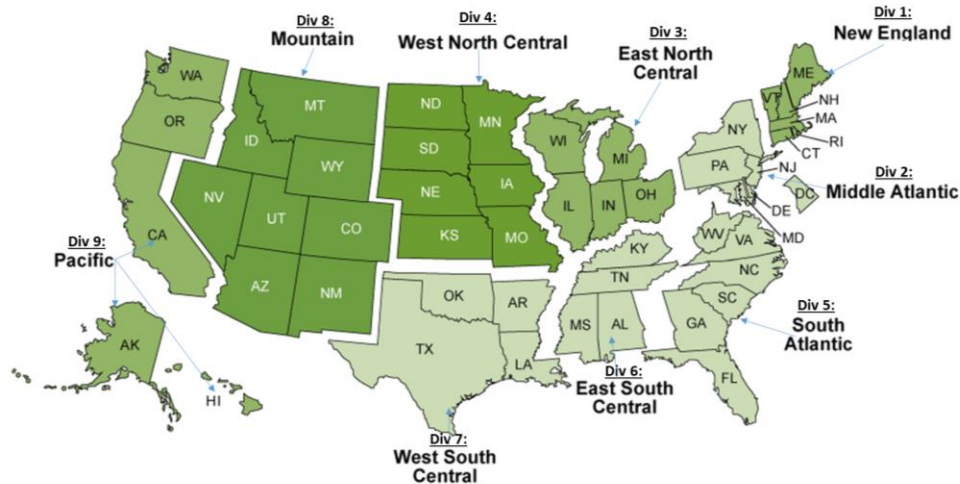 Div 8:
Mountain
Div 4:
West North Central
Div 3:
East North
Central
Div 1:
New England
WA
OR
CA
NV
ID
MT
WY
UT
CO
AZ
NM
ND
SD
NE
KS
MN
IA
MO
WI
MI
IL
IN
OH
ME
VT
NH
MA
RI
CT
NY
PA
NJ
Div 2:
Middle Atlantic
DC
DE
MD
WV
VA
NC
SC
GA
FL
Div 5:
South
Atlantic
KY
TN
MS
AL
Div 6:
East South
Central
OK
AR
TX
LA
Div 7:
West South
Central
Div 9:
Pacific
AK
HI